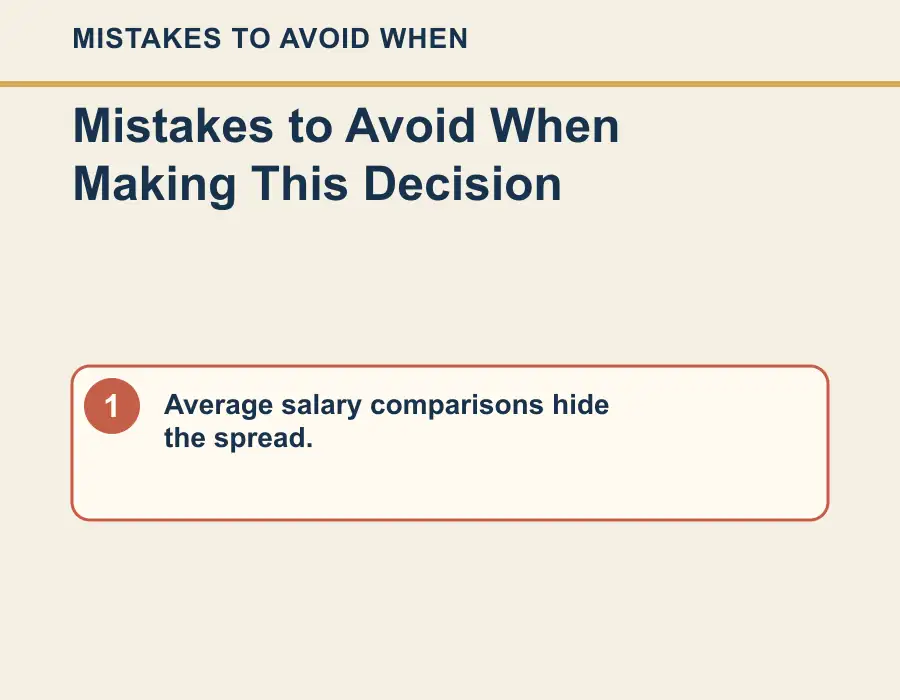 MISTAKES TO AVOID WHEN
Mistakes to Avoid When
Making This Decision
1
Average salary comparisons hide
the spread.